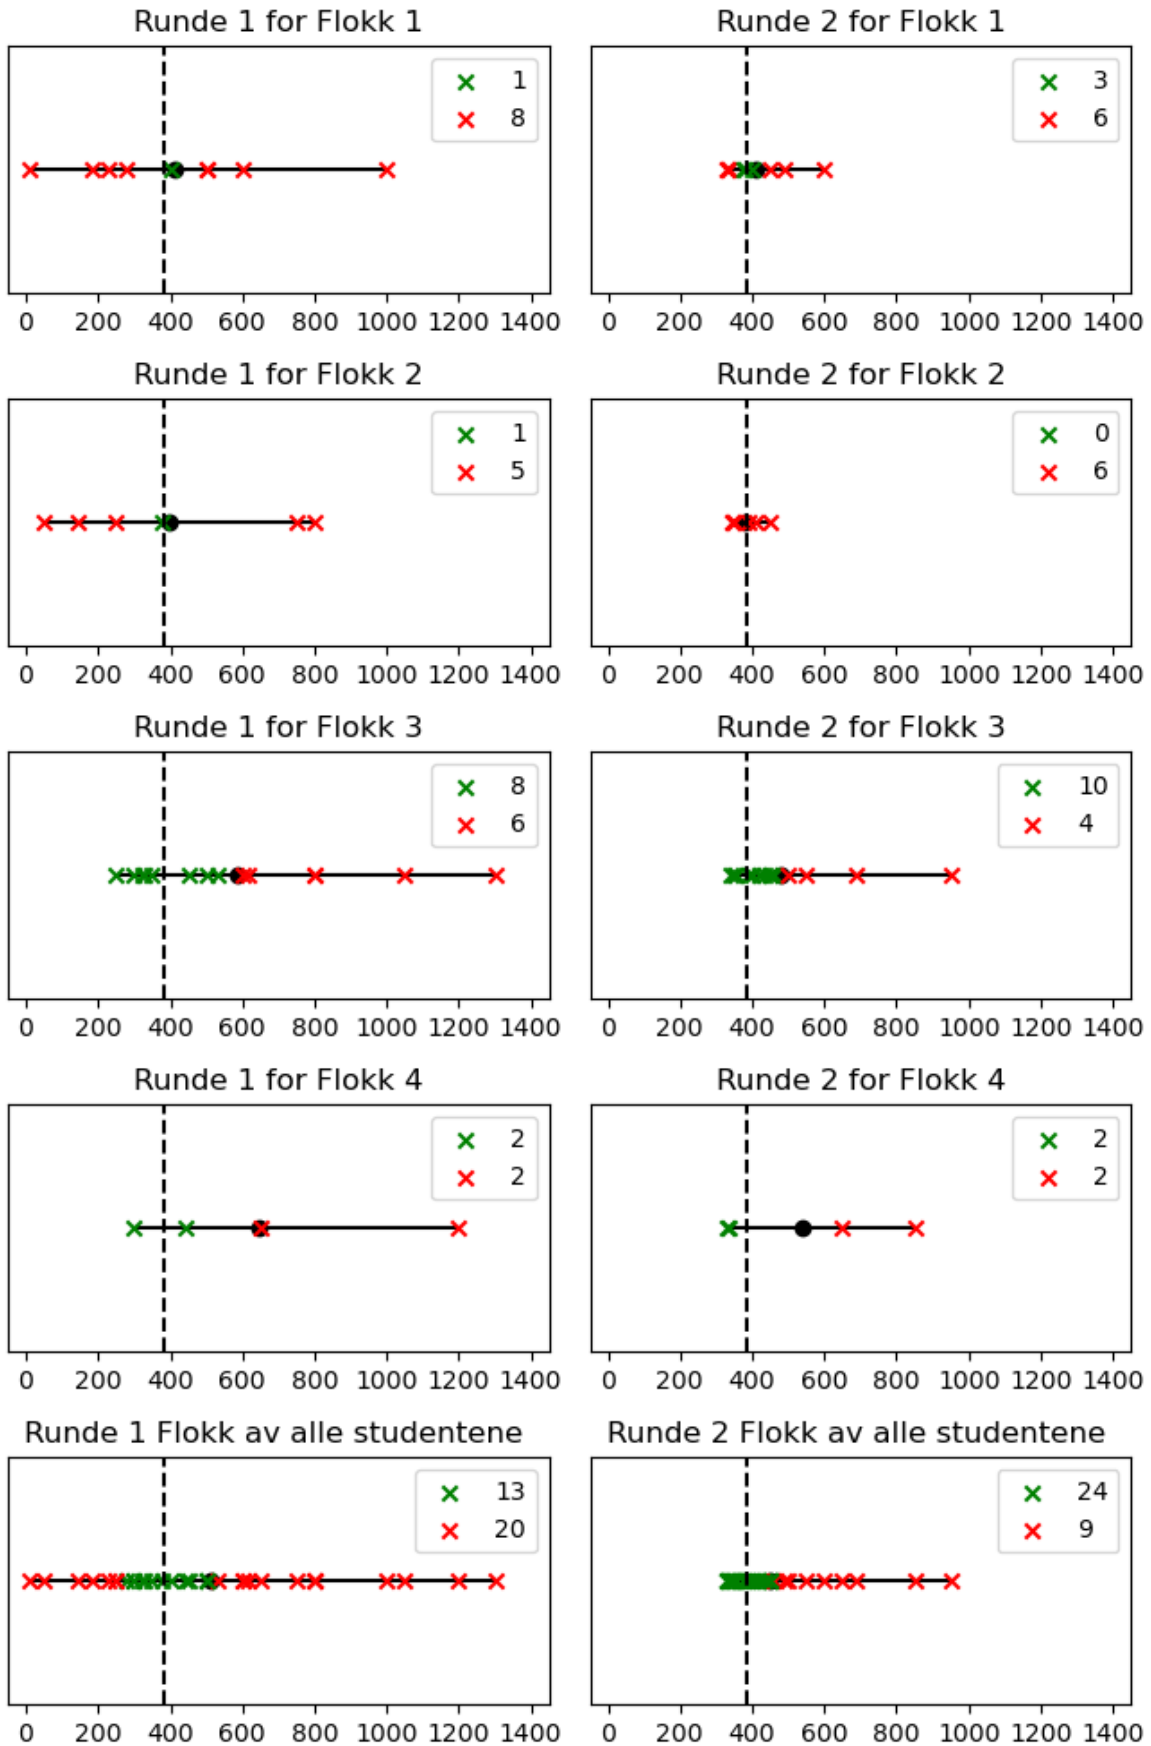 Runde 1 for Flokk 1
1
8
0 200 400 600 800 1000 1200 1400
Runde 2 for Flokk 1
3
6
0 200 400 600 800 1000 1200 1400
Runde 1 for Flokk 2
1
5
0 200 400 600 800 1000 1200 1400
Runde 2 for Flokk 2
0
6
0 200 400 600 800 1000 1200 1400
Runde 1 for Flokk 3
8
6
0 200 400 600 800 1000 1200 1400
Runde 2 for Flokk 3
10
4
0 200 400 600 800 1000 1200 1400
Runde 1 for Flokk 4
2
2
0 200 400 600 800 1000 1200 1400
Runde 2 for Flokk 4
2
2
0 200 400 600 800 1000 1200 1400
Runde 1 Flokk av alle studentene
13
20
0 200 400 600 800 1000 1200 1400
Runde 2 Flokk av alle studentene
24
9
0 200 400 600 800 1000 1200 1400